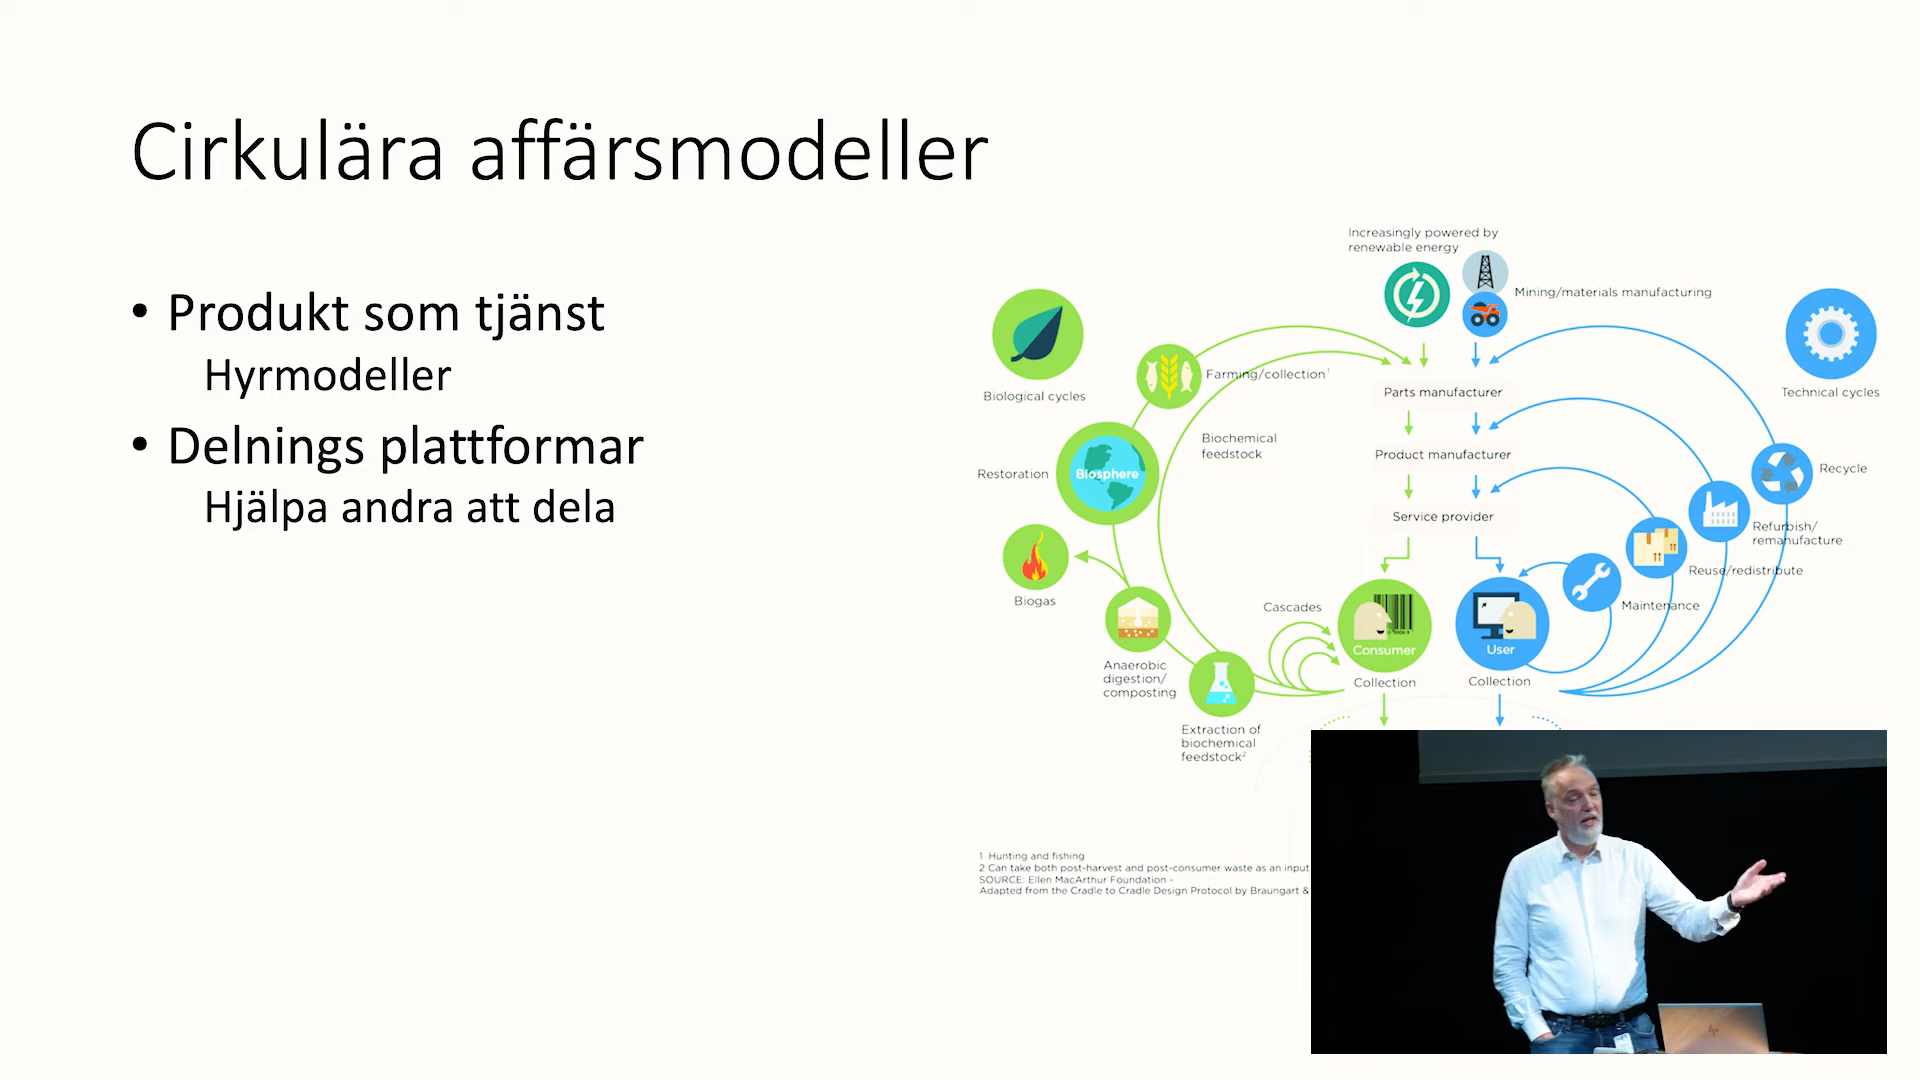 Cirkulära affärsmodeller
• Produkt som tjänst
Hyrmodeller
• Delnings plattformar
Hjälpa andra att dela
Increasingly powered by
renewable energy
Mining/materials manufacturing
Biological cycles
Technical cycles
Farming/collection¹
Parts manufacturer
Biochemical
feedstock
Product manufacturer
Restoration
Biosphere
Recycle
Service provider
Refurbish/
remanufacture
Reuse/redistribute
Biogas
Maintenance
Cascades
Consumer
User
Anaerobic
digestion/
composting
Collection
Collection
Extraction of
biochemical
feedstock²
1 Hunting and fishing
2 Can take both post-harvest and post-consumer waste as an input
SOURCE: Ellen MacArthur Foundation -
Adapted from the Cradle to Cradle Design Protocol by Braungart &
hp